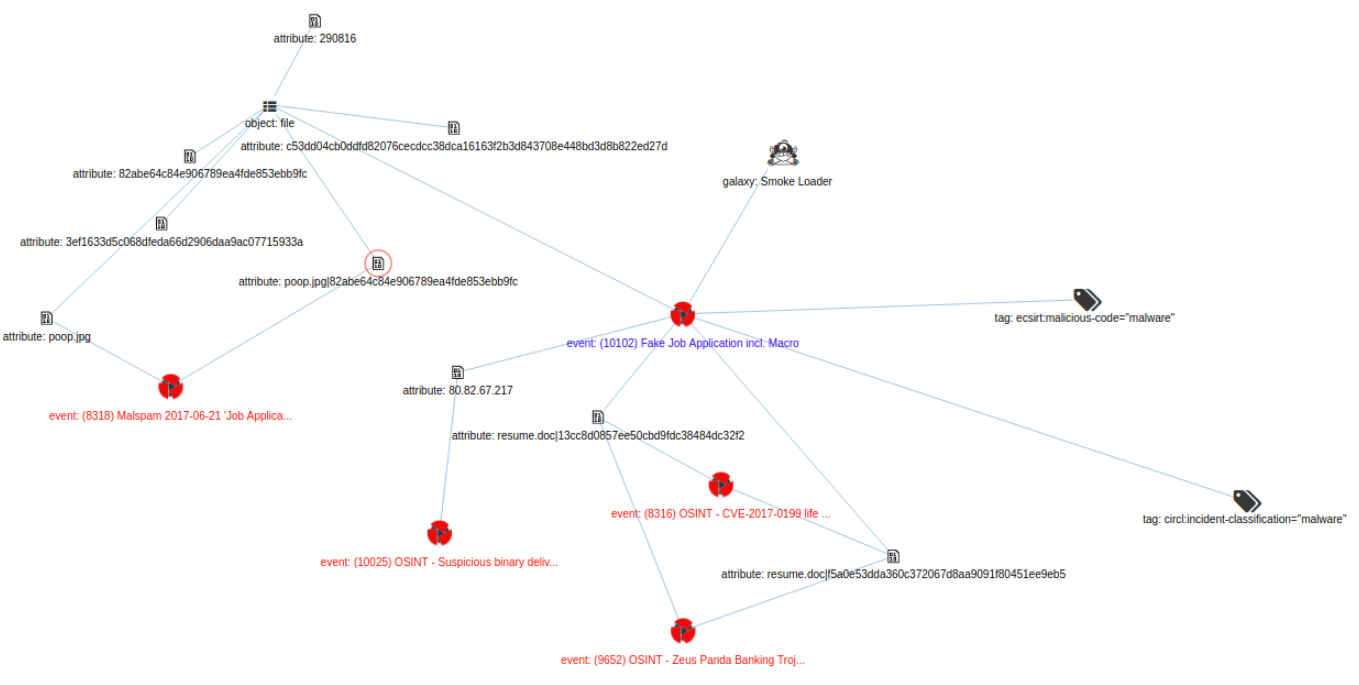 attribute: 290816
object: file
attribute: c53dd04cb0ddfd82076cecdcc38dca16163f2b3d843708e448bd3d8b822ed27d
attribute: 82abe64c84e906789ea4fde853ebb9fc
galaxy: Smoke Loader
attribute: 3ef1633d5c068dfeda66d2906daa9ac07715933a
attribute: poop.jpg|82abe64c84e906789ea4fde853ebb9fc
tag: ecsirt:malicious-code="malware"
attribute: poop.jpg
event: (10102) Fake Job Application incl. Macro
attribute: 80.82.67.217
event: (8318) Malspam 2017-06-21 'Job Applica...
attribute: resume.doc|13cc8d0857ee50cbd9fdc38484dc32f2
event: (8316) OSINT - CVE-2017-0199 life ...
tag: circl:incident-classification="malware"
event: (10025) OSINT - Suspicious binary deliv...
attribute: resume.doc|f5a0e53dda360c372067d8aa9091f80451ee9eb5
event: (9652) OSINT - Zeus Panda Banking Troj...